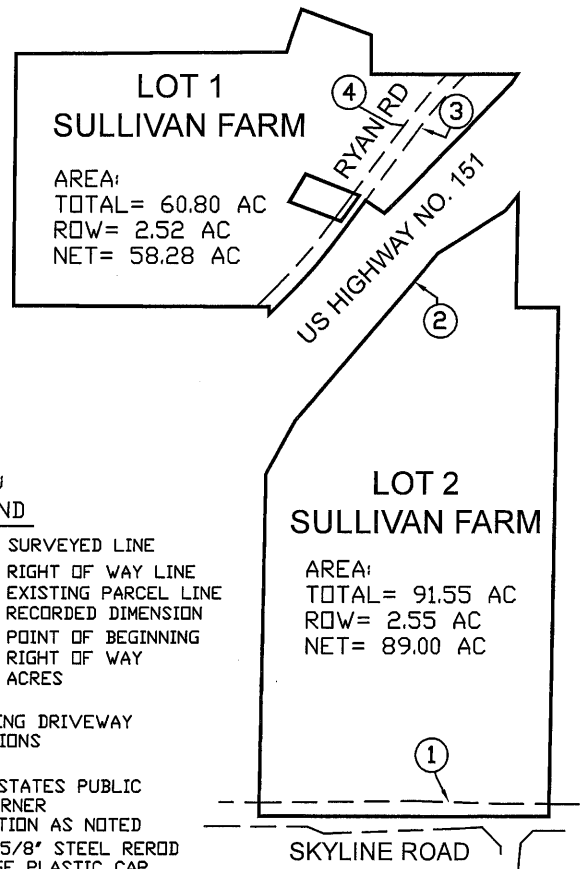 LOT 1
SULLIVAN FARM
AREA:
TOTAL= 60.80 AC
ROW= 2.52 AC
NET= 58.28 AC
4
RYAN RD
3
US HIGHWAY NO. 151
2
LOT 2
SULLIVAN FARM
AREA:
TOTAL= 91.55 AC
ROW= 2.55 AC
NET= 89.00 AC
1
SKYLINE ROAD
ND
SURVEYED LINE
RIGHT OF WAY LINE
EXISTING PARCEL LINE
RECORDED DIMENSION
POINT OF BEGINNING
RIGHT OF WAY
ACRES
NG DRIVEWAY
IONS
STATES PUBLIC
RNER
TION AS NOTED
5/8" STEEL REROD
PLASTIC CAP